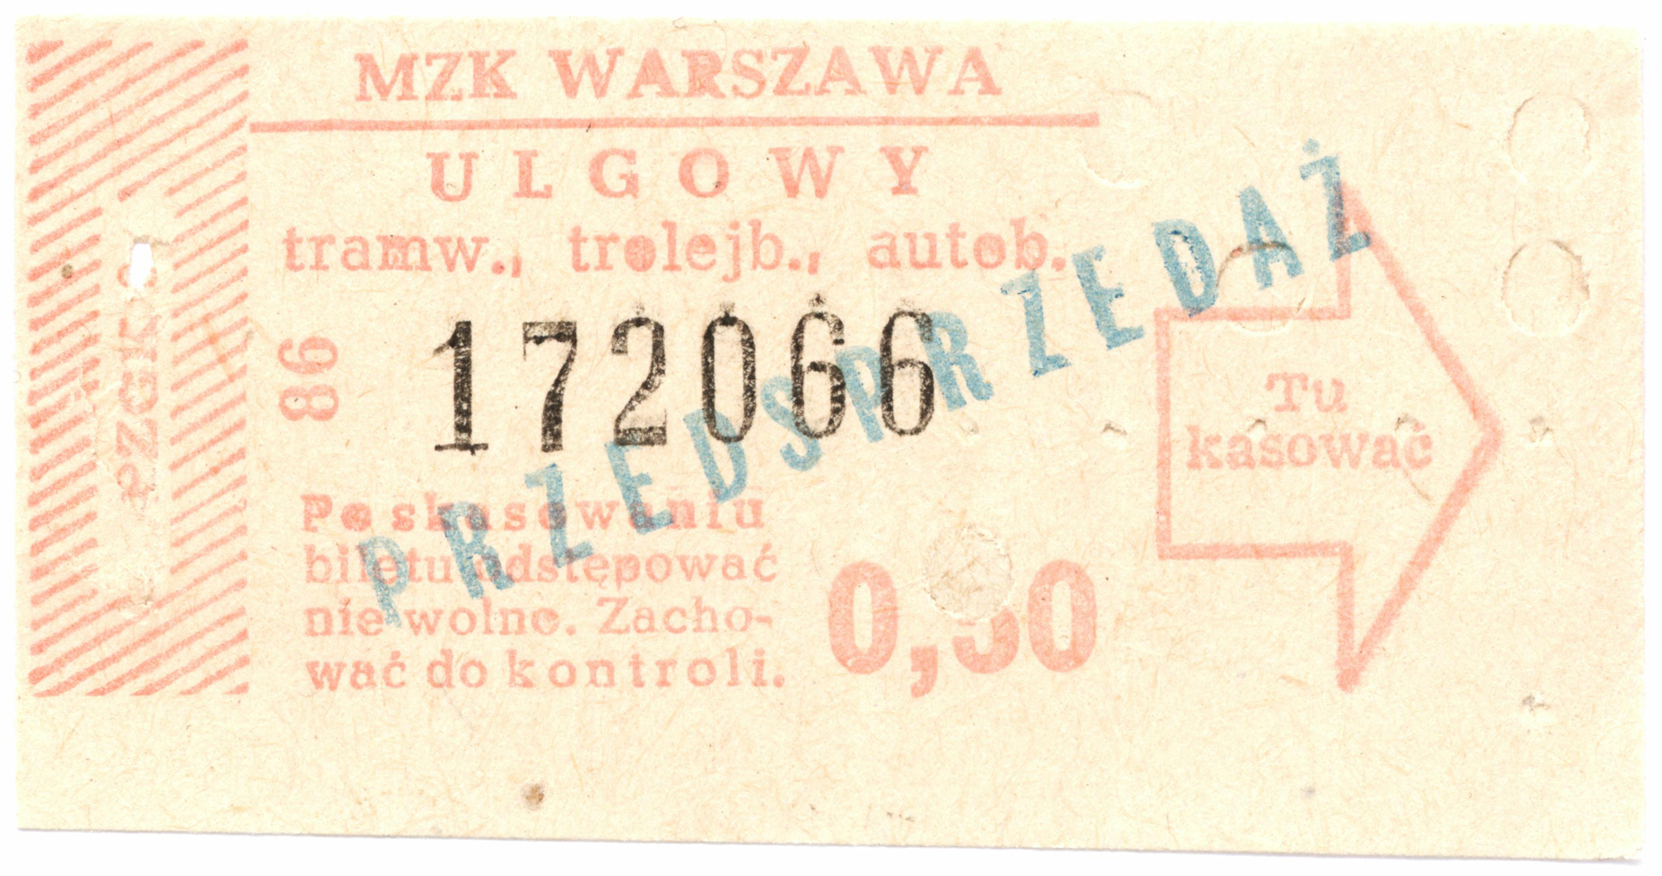 MZK WARSZAWA
ULGOWY
tramw., trolejb., autob.
86
172066
PRZEDSPRZEDAŻ
Po skasowaniu
biletu odstępować
nie wolno. Zacho-
wać do kontroli.
0,50
Tu
kasować
PZGK